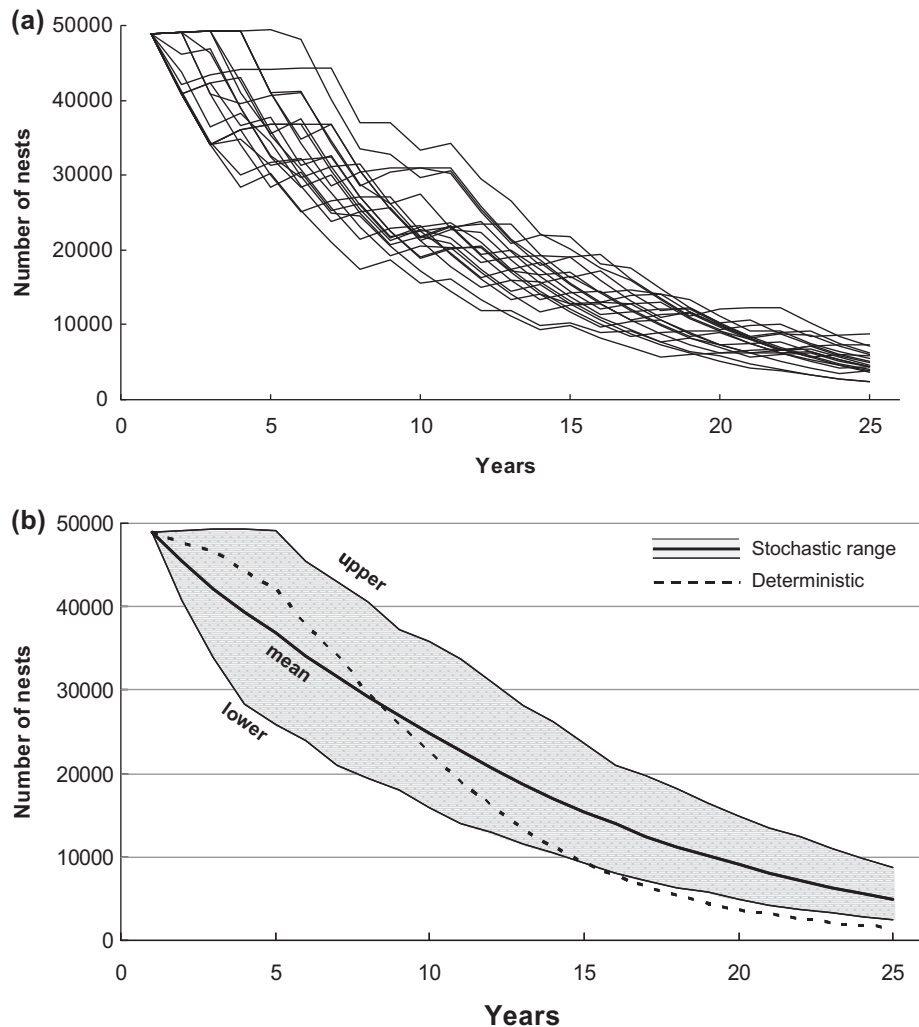 (a)
Number of nests
50000
40000
30000
20000
10000
0
0 5 10 15 20 25
Years
(b)
Number of nests
50000
40000
30000
20000
10000
0
upper
mean
lower
Stochastic range
Deterministic
0 5 10 15 20 25
Years